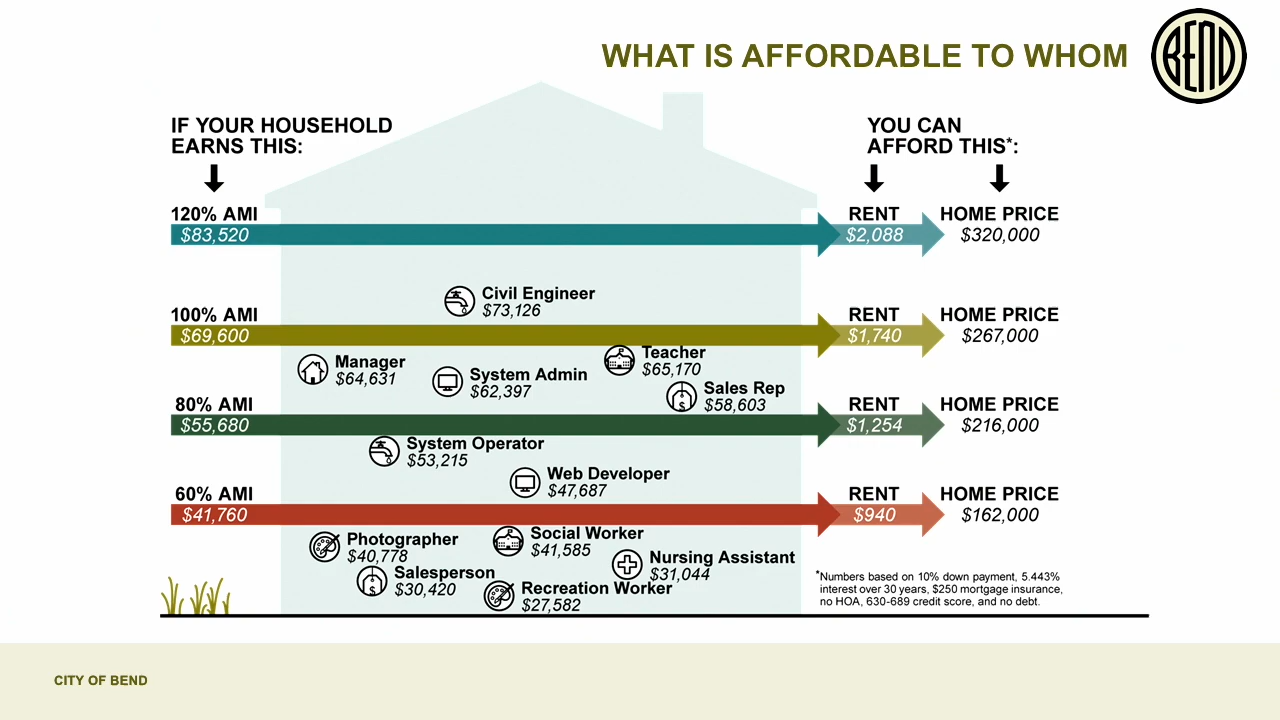 WHAT IS AFFORDABLE TO WHOM
BEND
IF YOUR HOUSEHOLD
EARNS THIS:
YOU CAN
AFFORD THIS*:
120% AMI
$83,520
RENT
$2,088
HOME PRICE
$320,000
Civil Engineer
$73,126
100% AMI
$69,600
RENT
$1,740
HOME PRICE
$267,000
Manager
$64,631
System Admin
$62,397
Teacher
$65,170
Sales Rep
$58,603
80% AMI
$55,680
RENT
$1,254
HOME PRICE
$216,000
System Operator
$53,215
Web Developer
$47,687
60% AMI
$41,760
RENT
$940
HOME PRICE
$162,000
Photographer
$40,778
Social Worker
$41,585
Nursing Assistant
$31,044
Salesperson
$30,420
Recreation Worker
$27,582
*Numbers based on 10% down payment, 5.443%
interest over 30 years, $250 mortgage insurance,
no HOA, 630-689 credit score, and no debt.
CITY OF BEND